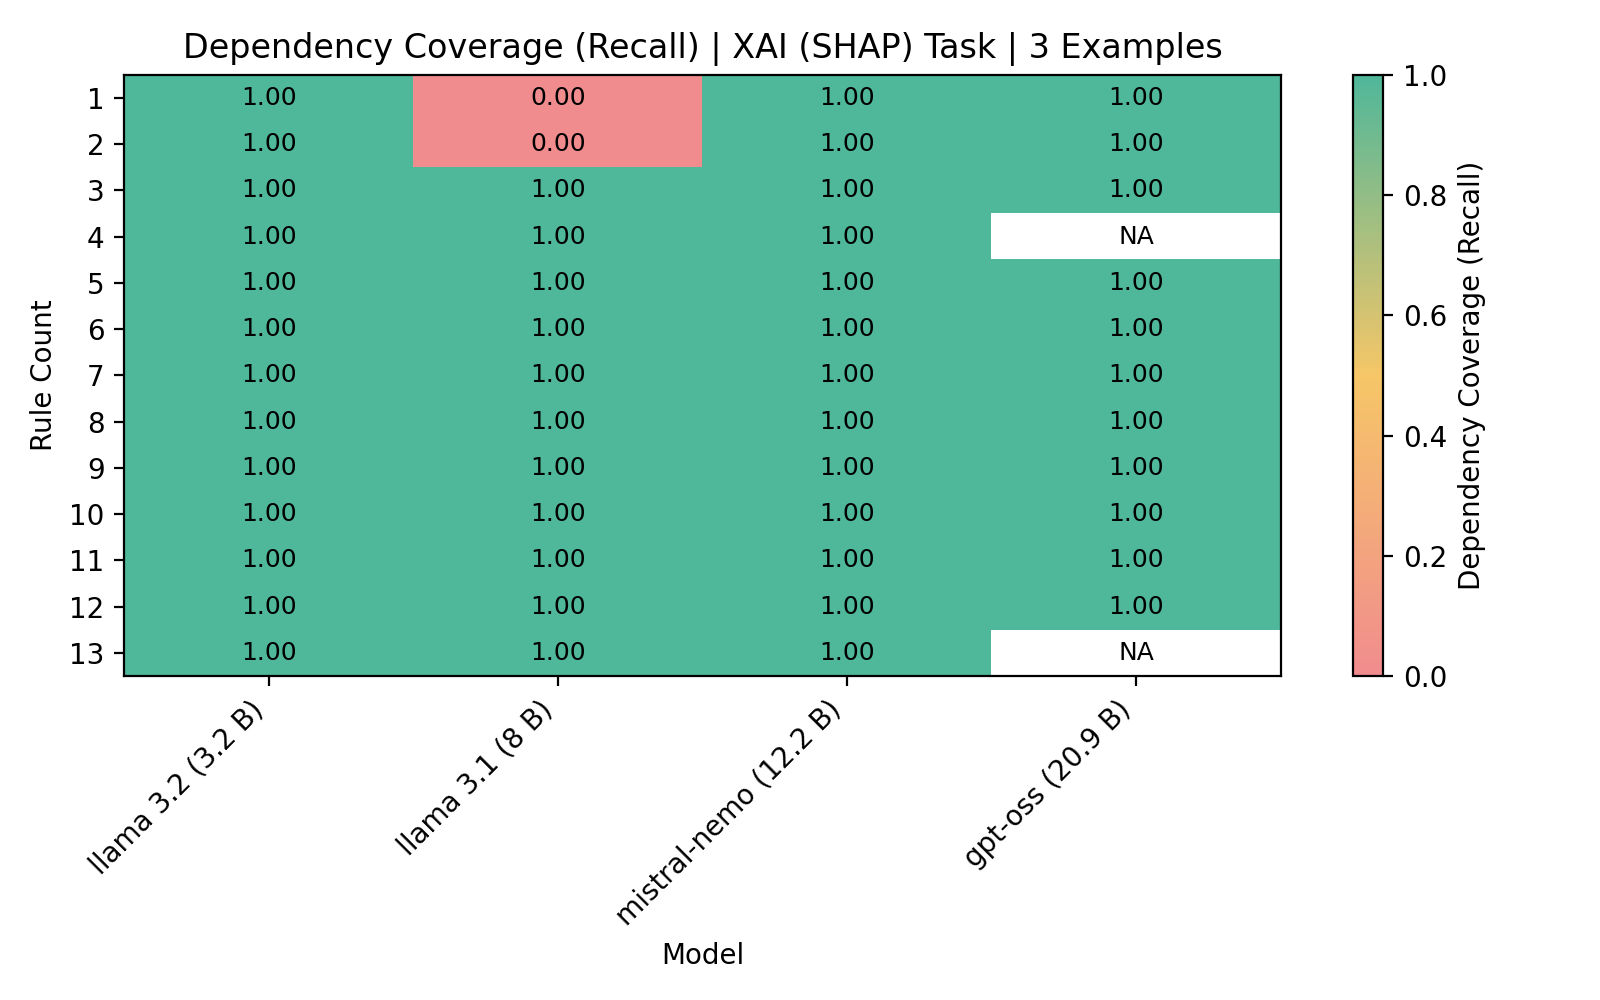 Dependency Coverage (Recall) | XAI (SHAP) Task | 3 Examples
Rule Count
1 1.00 0.00 1.00 1.00
2 1.00 0.00 1.00 1.00
3 1.00 1.00 1.00 1.00
4 1.00 1.00 1.00 NA
5 1.00 1.00 1.00 1.00
6 1.00 1.00 1.00 1.00
7 1.00 1.00 1.00 1.00
8 1.00 1.00 1.00 1.00
9 1.00 1.00 1.00 1.00
10 1.00 1.00 1.00 1.00
11 1.00 1.00 1.00 1.00
12 1.00 1.00 1.00 1.00
13 1.00 1.00 1.00 NA
llama 3.2 (3.2 B)
llama 3.1 (8 B)
mistral-nemo (12.2 B)
gpt-oss (20.9 B)
Model
1.0
0.8
0.6
0.4
0.2
0.0
Dependency Coverage (Recall)